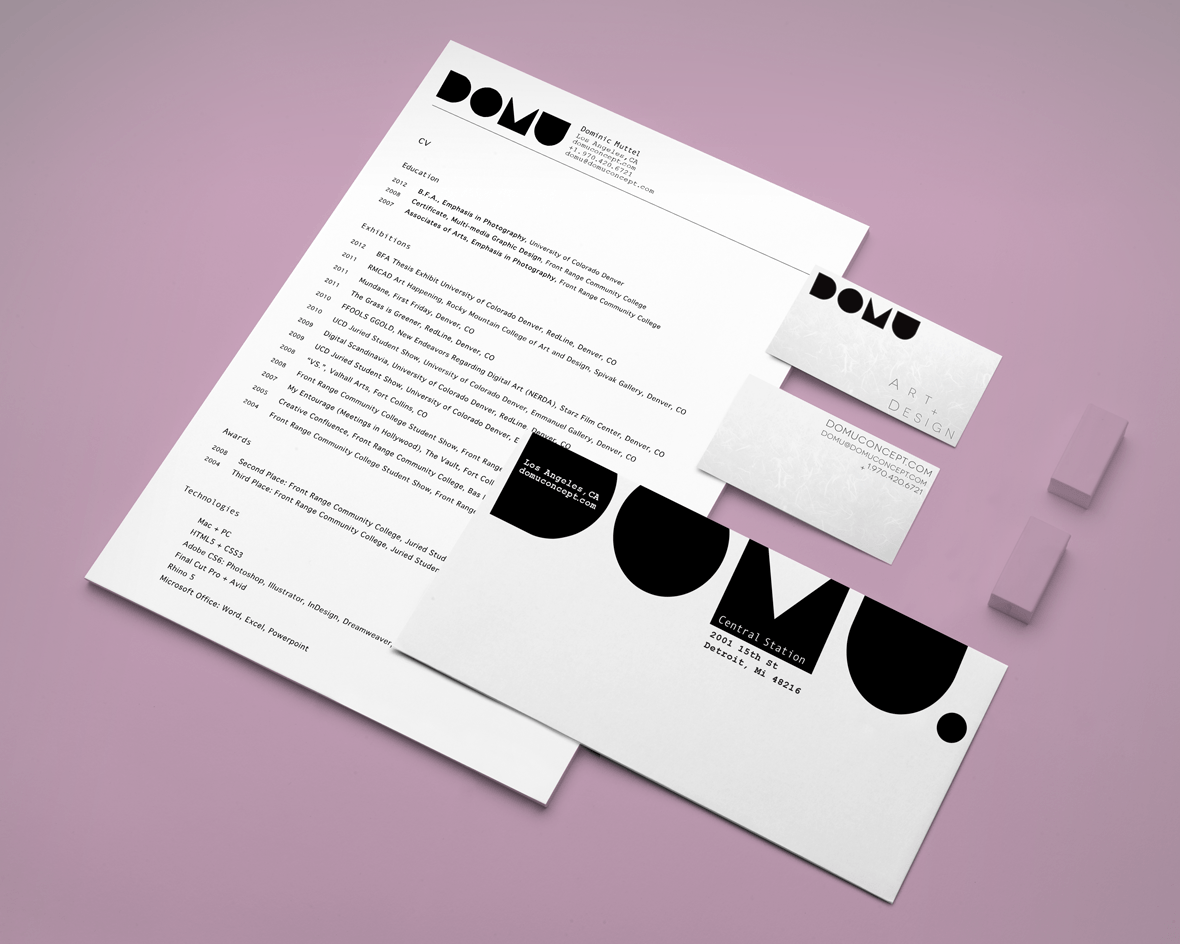 DOMU
Dominic Muttel
Los Angeles,CA
domuconcept.com
+1.970.420.6721
domu@domuconcept.com
CV
Education
2012 B.F.A., Emphasis in Photography, University of Colorado Denver
2008 Certificate, Multi-media Graphic Design, Front Range Community College
2007 Associates of Arts, Emphasis in Photography, Front Range Community College
Exhibitions
2012 BFA Thesis Exhibit University of Colorado Denver, RedLine, Denver, CO
2011 RMCAD Art Happening, Rocky Mountain College of Art and Design, Spivak Gallery, Denver, CO
2011 Mundane, First Friday, Denver, CO
2011 The Grass is Greener, RedLine, Denver, CO
2010 FFOOLS GGOLD, New Endeavors Regarding Digital Art (NERDA), Starz Film Center, Denver, CO
2010 UCD Juried Student Show, University of Colorado Denver, Emmanuel Gallery, Denver, CO
2009 Digital Scandinavia, University of Colorado Denver, RedLine, Denver, CO
2009 UCD Juried Student Show, University of Colorado Denver, E
2008 "VS.", Valhall Arts, Fort Collins, CO
2008 Front Range Community College Student Show, Front Range
2007 My Entourage (Meetings in Hollywood), The Vault, Fort Coll
2005 Creative Confluence, Front Range Community College, Bas
2004 Front Range Community College Student Show, Front Rang
Awards
2008 Second Place: Front Range Community College, Juried Stud
2004 Third Place: Front Range Community College, Juried Studen
Technologies
Mac + PC
HTML5 + CSS3
Adobe CS6: Photoshop, Illustrator, InDesign, Dreamweaver,
Final Cut Pro + Avid
Rhino 5
Microsoft Office: Word, Excel, Powerpoint
DOMU
ART+
DESIGN
DOMUCONCEPT.COM
DOMU@DOMUCONCEPT.COM
+1.970.420.6721
Los Angeles,CA
domuconcept.com
DOMU.
Central Station
2001 15th St
Detroit, Mi 48216